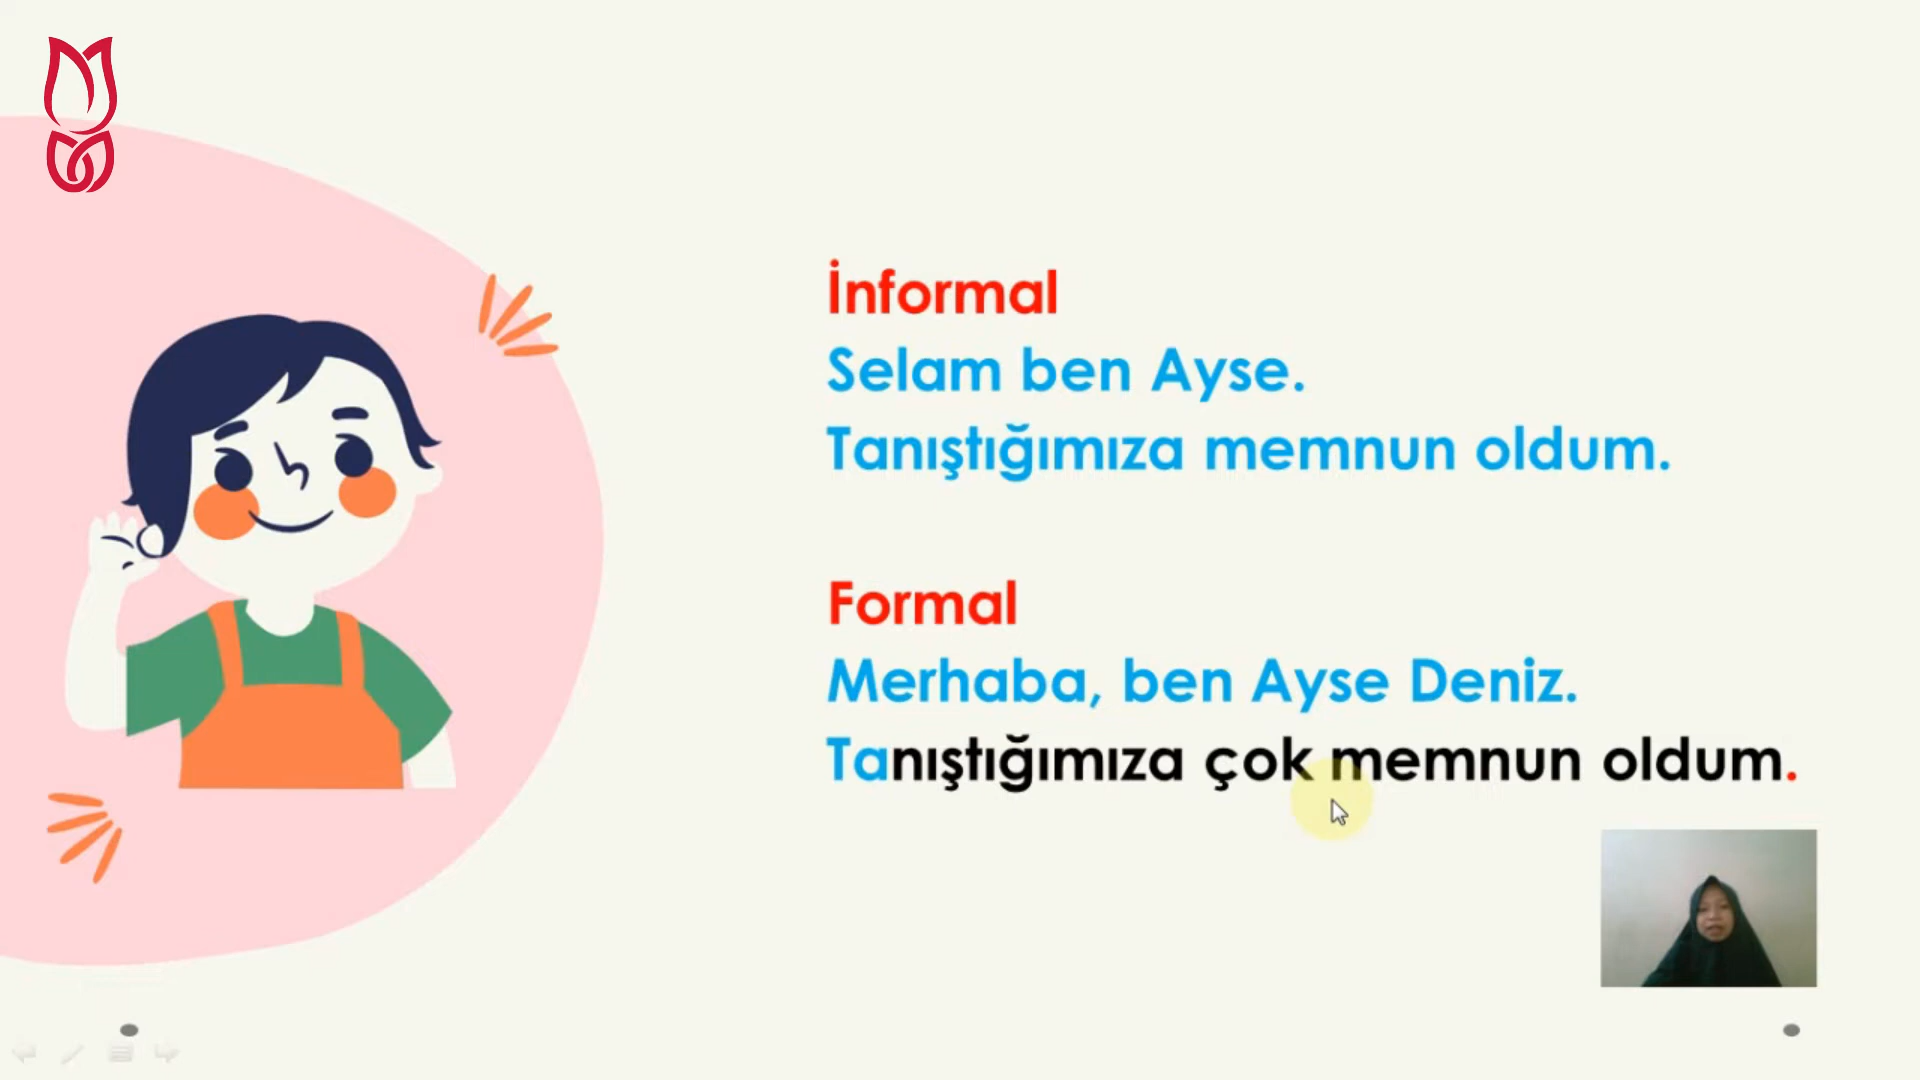 İnformal
Selam ben Ayse.
Tanıştığımıza memnun oldum.
Formal
Merhaba, ben Ayse Deniz.
Tanıştığımıza çok memnun oldum.